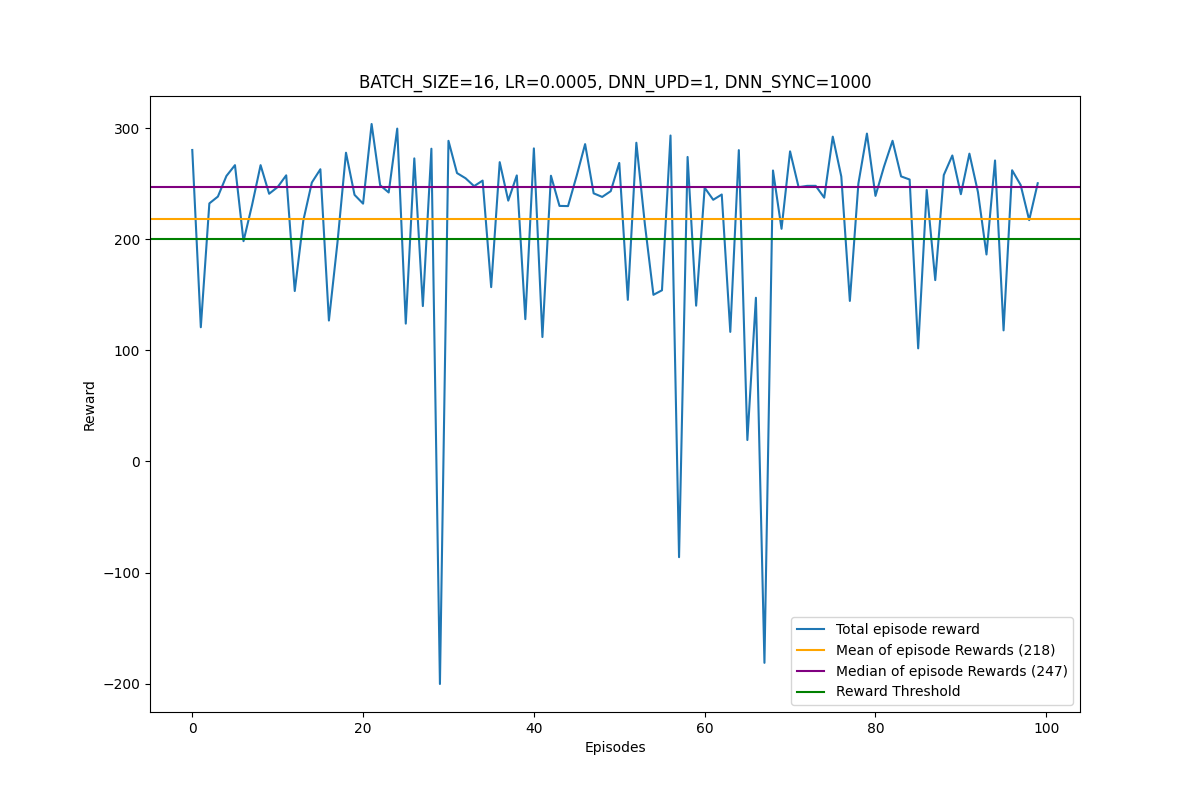 BATCH_SIZE=16, LR=0.0005, DNN_UPD=1, DNN_SYNC=1000
300
200
100
0
−100
−200
Reward
Total episode reward
Mean of episode Rewards (218)
Median of episode Rewards (247)
Reward Threshold
0 20 40 60 80 100
Episodes